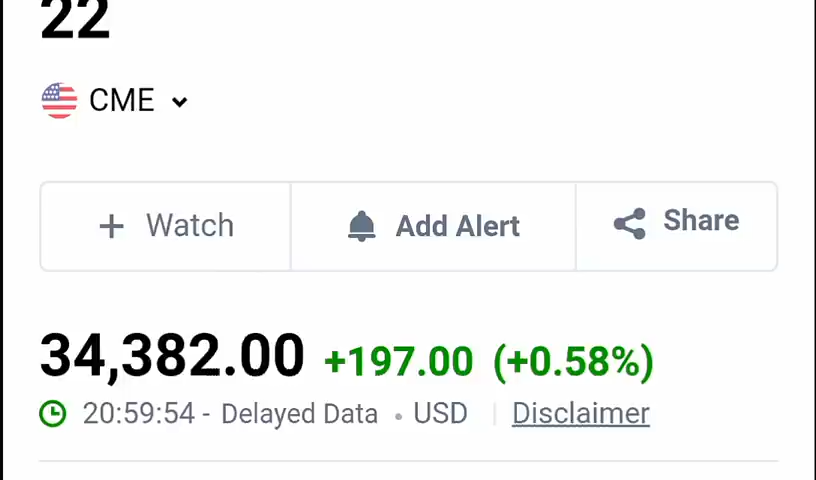 22
CME
Watch
Add Alert
Share
34,382.00 +197.00 (+0.58%)
20:59:54 - Delayed Data • USD | Disclaimer